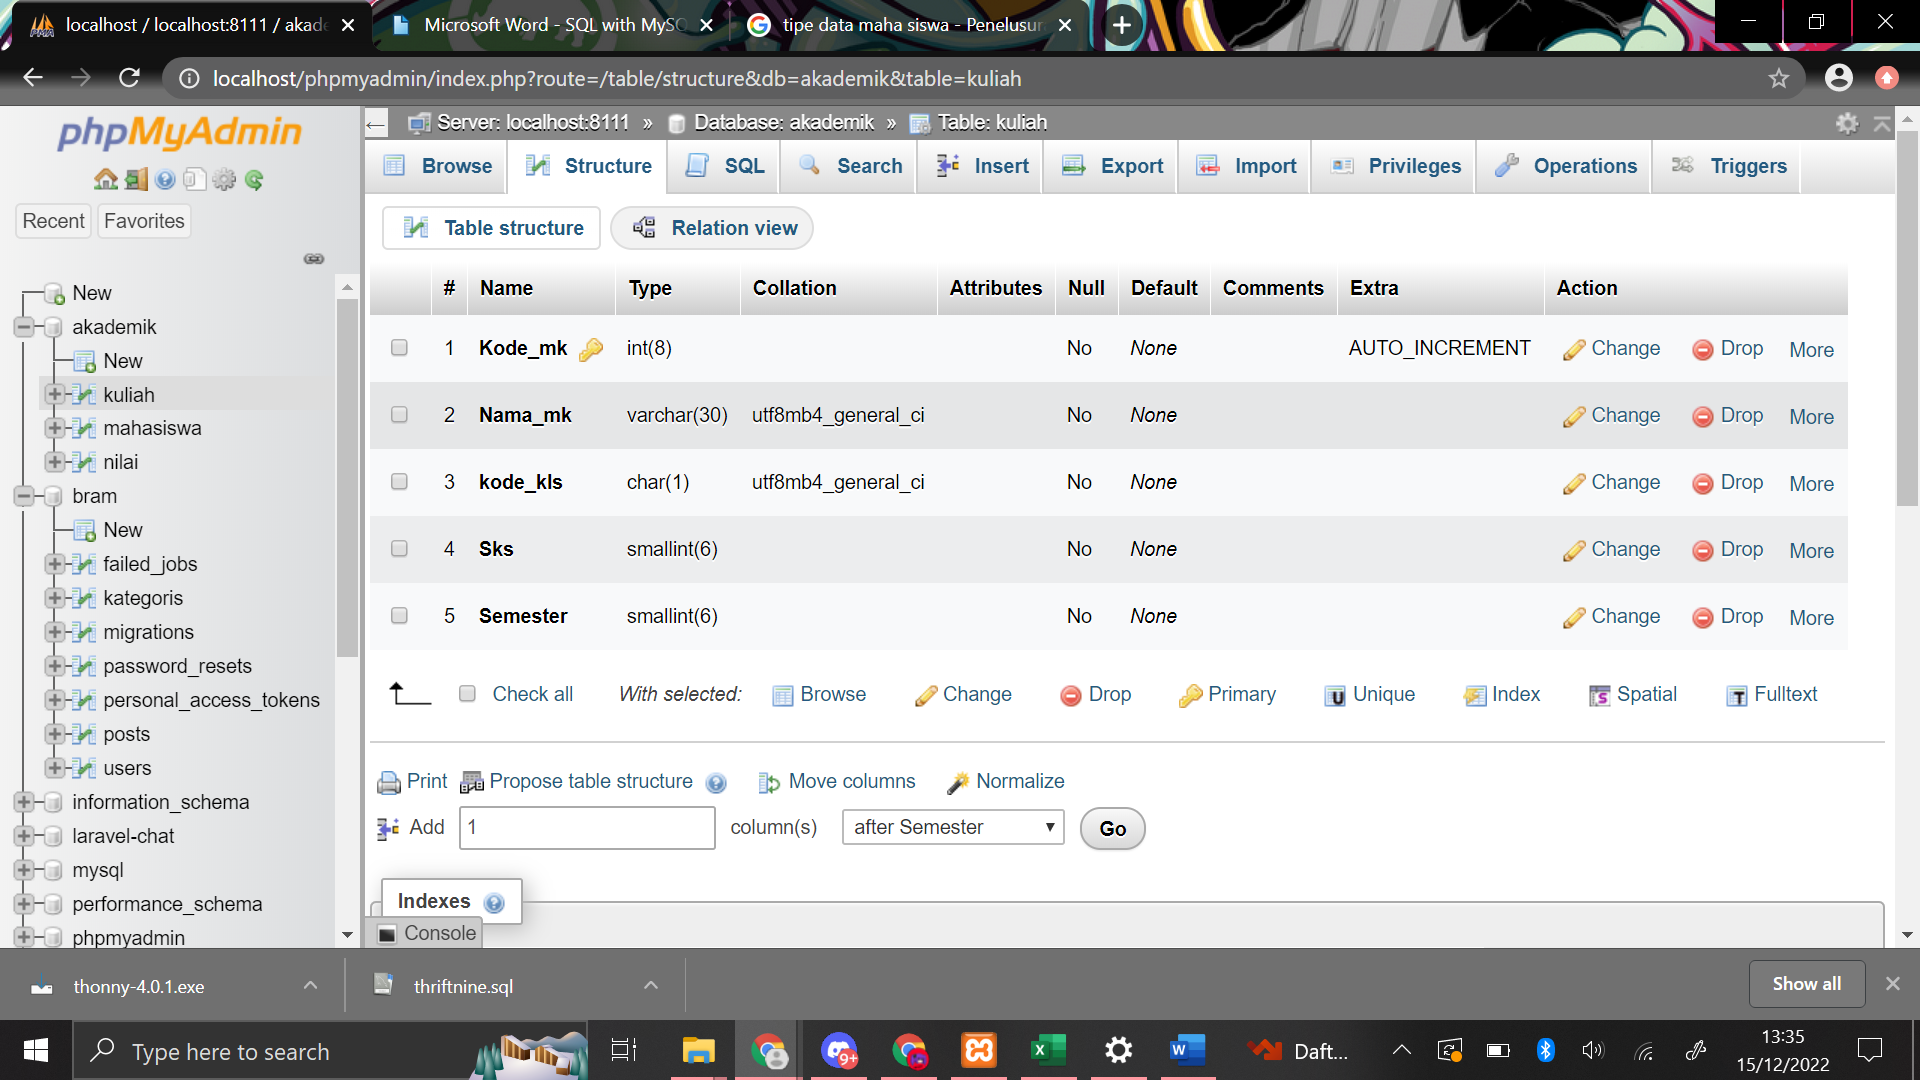 localhost / localhost:8111 / akade
Microsoft Word - SQL with MySQ
tipe data maha siswa - Penelusur
localhost/phpmyadmin/index.php?route=/table/structure&db=akademik&table=kuliah
phpMyAdmin
Recent Favorites
New
akademik
New
kuliah
mahasiswa
nilai
bram
New
failed_jobs
kategoris
migrations
password_resets
personal_access_tokens
posts
users
information_schema
laravel-chat
mysql
performance_schema
phpmyadmin
Server: localhost:8111 » Database: akademik » Table: kuliah
Browse Structure SQL Search Insert Export Import Privileges Operations Triggers
Table structure Relation view
# Name Type Collation Attributes Null Default Comments Extra Action
1 Kode_mk int(8) No None AUTO_INCREMENT Change Drop More
2 Nama_mk varchar(30) utf8mb4_general_ci No None Change Drop More
3 kode_kls char(1) utf8mb4_general_ci No None Change Drop More
4 Sks smallint(6) No None Change Drop More
5 Semester smallint(6) No None Change Drop More
Check all With selected: Browse Change Drop Primary Unique Index Spatial Fulltext
Print Propose table structure Move columns Normalize
Add 1 column(s) after Semester Go
Indexes
Console
thonny-4.0.1.exe thriftnine.sql Show all
Type here to search 9+ Daft... 13:35
15/12/2022